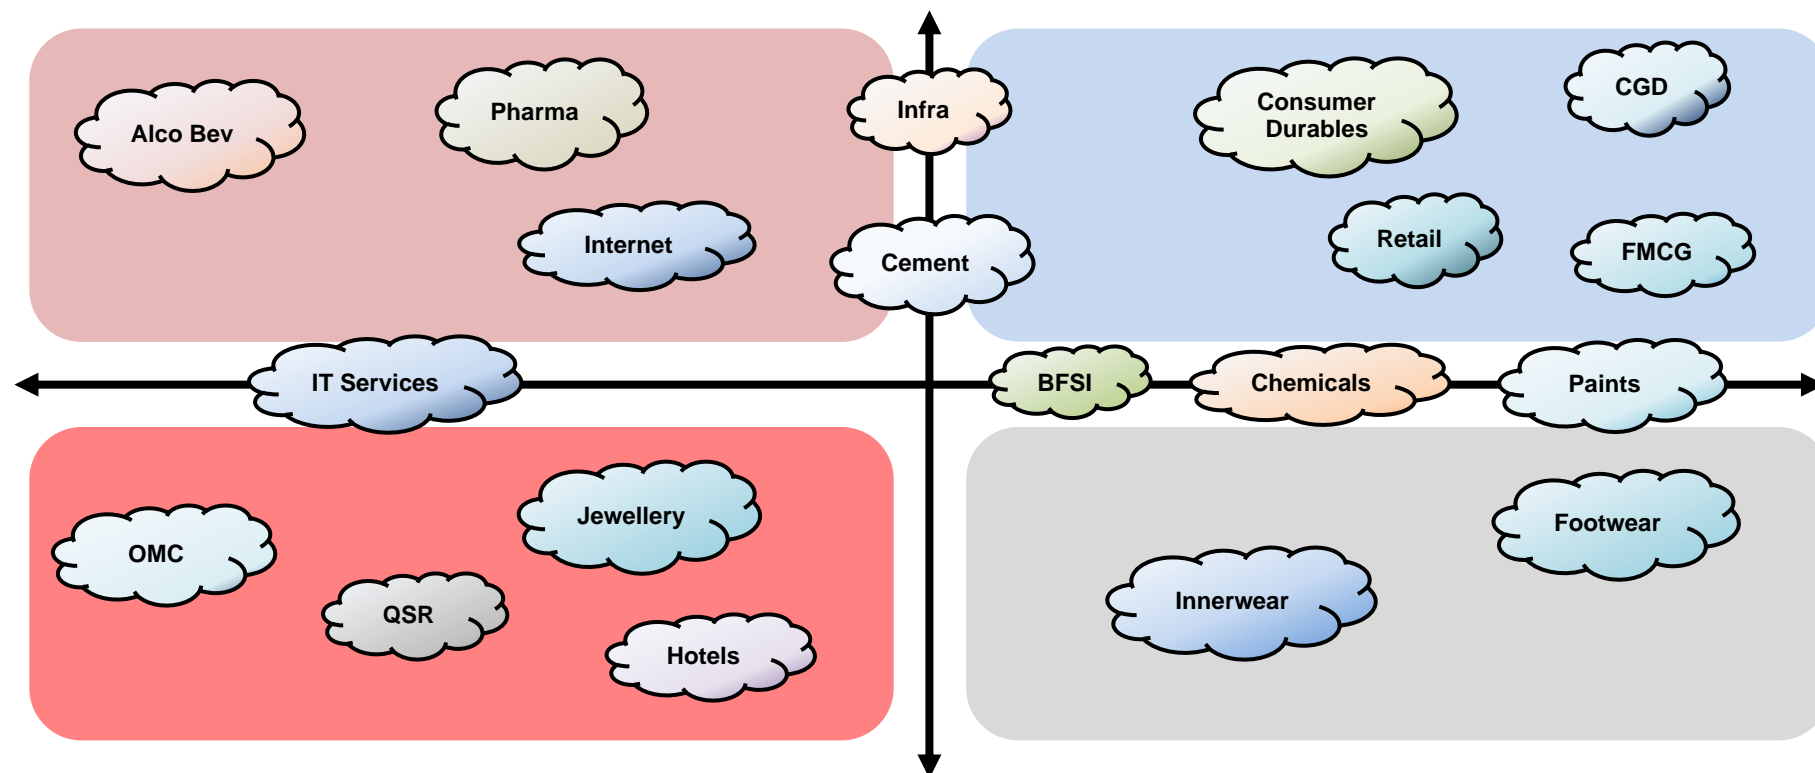 Alco Bev
Pharma
Internet
Infra
Cement
Consumer
Durables
CGD
Retail
FMCG
IT Services
BFSI
Chemicals
Paints
OMC
QSR
Jewellery
Hotels
Innerwear
Footwear